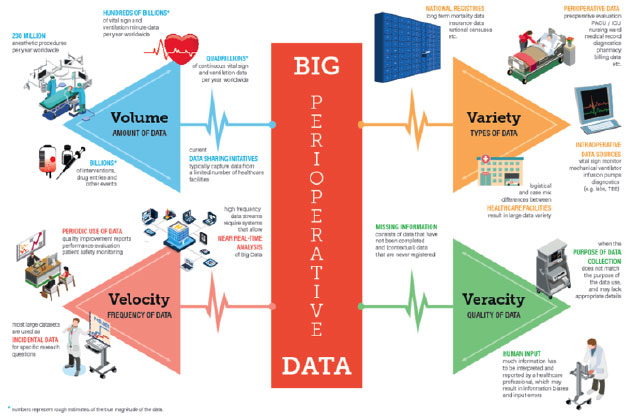 HUNDREDS OF BILLIONS*
of vital sign and
ventilation minute-data
per year worldwide
230 MILLION
anesthetic procedures
per year worldwide
QUADRILLIONS*
of continuous vital sign
and ventilation data
per year worldwide
Volume
AMOUNT OF DATA
BILLIONS*
of interventions,
drug entries and
other events
current
DATA SHARING INITIATIVES
typically capture data from
a limited number of healthcare
facilities
BIG
PERIOPERATIVE
DATA
NATIONAL REGISTRIES
long term mortality data
insurance data
national censuses
etc.
PERIOPERATIVE DATA
preoperative evaluation
PACU / ICU
nursing ward
medical record
diagnostics
pharmacy
billing data
etc.
Variety
TYPES OF DATA
INTRAOPERATIVE
DATA SOURCES
vital sign monitor
mechanical ventilator
infusion pumps
diagnostics
(e.g. labs, TEE)
logistical
and case mix
differences between
HEALTHCARE FACILITIES
result in large data variety
PERIODIC USE OF DATA
quality improvement reports
performance evaluation
patient safety monitoring
high frequency
data streams
require systems
that allow
NEAR REAL-TIME
ANALYSIS
of Big Data
Velocity
FREQUENCY OF DATA
most large datasets
are used as
INCIDENTAL DATA
for specific research
questions
MISSING INFORMATION
consists of data that have
not been completed
and (contextual) data
that are never registered
when the
PURPOSE OF DATA
COLLECTION
does not match
the purpose of
the data use,
and may lack
appropriate details
Veracity
QUALITY OF DATA
HUMAN INPUT
much information has
to be interpreted and
reported by a healthcare
professional, which may
result in information biases
and input errors
* numbers represent rough estimates of the true magnitude of the data